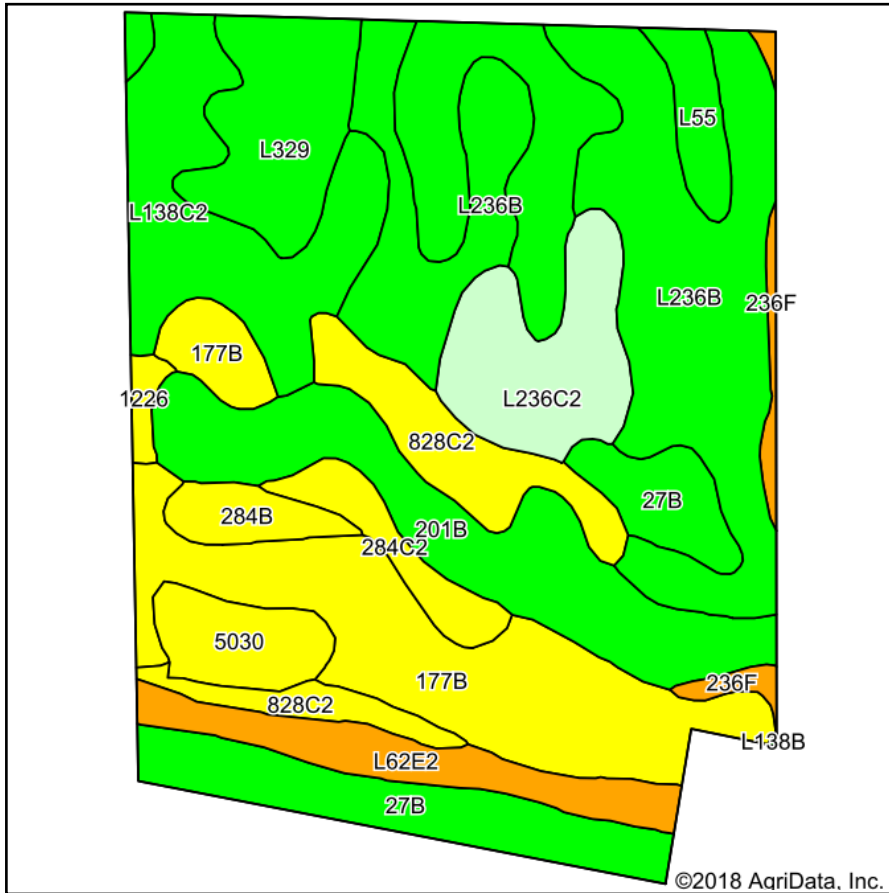 L55
L329
L236B
L138C2
L236B
236F
177B
1226
L236C2
828C2
27B
284B
201B
284C2
5030
177B
236F
828C2
L138B
L62E2
27B
©2018 AgriData, Inc.